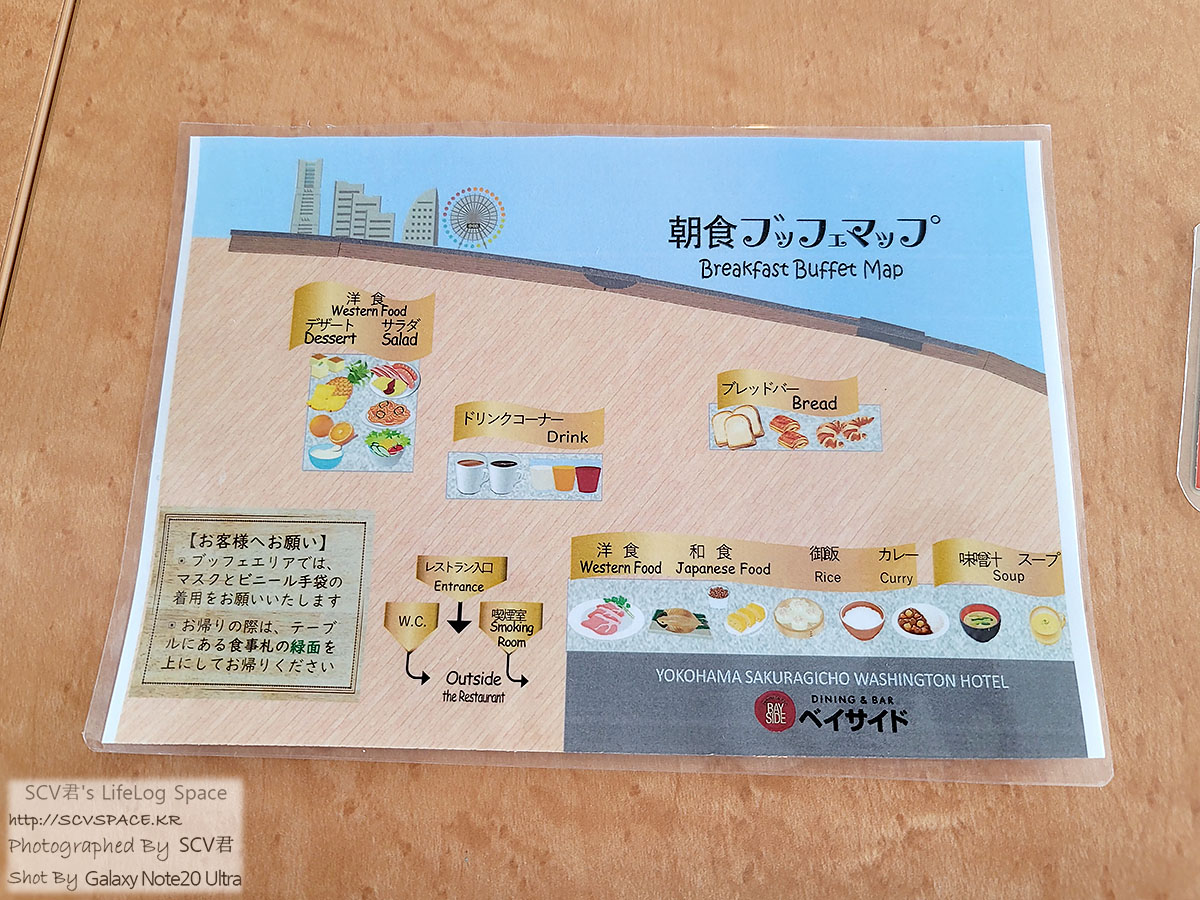 朝食ブッフェマップ
Breakfast Buffet Map
洋食
Western Food
デザート サラダ
Dessert Salad
ドリンクコーナー
Drink
ブレッドバー
Bread
【お客様へお願い】
・ブッフェエリアでは、
マスクとビニール手袋の
着用をお願いいたします
・お帰りの際は、テーブ
ルにある食事札の緑面を
上にしてお帰りください
レストラン入口
Entrance
W.C.
喫煙室
Smoking
Room
Outside
the Restaurant
洋食 和食 御飯 カレー 味噌汁 スープ
Western Food Japanese Food Rice Curry Soup
YOKOHAMA SAKURAGICHO WASHINGTON HOTEL
DINING & BAR
BAY
SIDE
ベイサイド
SCV君's LifeLog Space
http://SCVSPACE.KR
Photographed By SCV君
Shot By Galaxy Note20 Ultra